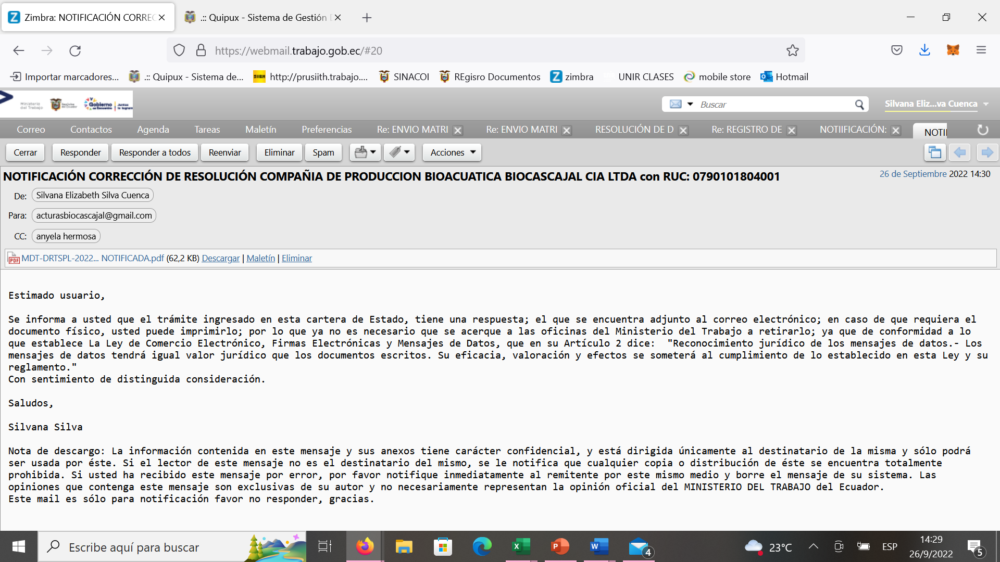 Zimbra: NOTIFICACIÓN CORREC
.:: Quipux - Sistema de Gestión D
https://webmail.trabajo.gob.ec/#20
Importar marcadores...
.:: Quipux - Sistema de...
http://prusiith.trabajo....
SINACOI
REgisro Documentos
zimbra
UNIR CLASES
mobile store
Hotmail
Ministerio del Trabajo
Gobierno del Encuentro
Juntos lo logramos
Buscar
Silvana Eliz...va Cuenca
Correo
Contactos
Agenda
Tareas
Maletín
Preferencias
Re: ENVIO MATRI
Re: ENVIO MATRI
RESOLUCIÓN DE D
Re: REGISTRO DE
NOTIIFICACIÓN:
NOTI
Cerrar
Responder
Responder a todos
Reenviar
Eliminar
Spam
Acciones
NOTIFICACIÓN CORRECCIÓN DE RESOLUCIÓN COMPAÑIA DE PRODUCCION BIOACUATICA BIOCASCAJAL CIA LTDA con RUC: 0790101804001
26 de Septiembre 2022 14:30
De: Silvana Elizabeth Silva Cuenca
Para: acturasbiocascajal@gmail.com
CC: anyela hermosa
MDT-DRTSPL-2022... NOTIFICADA.pdf (62,2 KB) Descargar | Maletín | Eliminar
Estimado usuario,
Se informa a usted que el trámite ingresado en esta cartera de Estado, tiene una respuesta; el que se encuentra adjunto al correo electrónico; en caso de que requiera el
documento físico, usted puede imprimirlo; por lo que ya no es necesario que se acerque a las oficinas del Ministerio del Trabajo a retirarlo; ya que de conformidad a lo
que establece La Ley de Comercio Electrónico, Firmas Electrónicas y Mensajes de Datos, que en su Artículo 2 dice:  "Reconocimiento jurídico de los mensajes de datos.- Los
mensajes de datos tendrá igual valor jurídico que los documentos escritos. Su eficacia, valoración y efectos se someterá al cumplimiento de lo establecido en esta Ley y su
reglamento."
Con sentimiento de distinguida consideración.
Saludos,
Silvana Silva
Nota de descargo: La información contenida en este mensaje y sus anexos tiene carácter confidencial, y está dirigida únicamente al destinatario de la misma y sólo podrá
ser usada por éste. Si el lector de este mensaje no es el destinatario del mismo, se le notifica que cualquier copia o distribución de éste se encuentra totalmente
prohibida. Si usted ha recibido este mensaje por error, por favor notifique inmediatamente al remitente por este mismo medio y borre el mensaje de su sistema. Las
opiniones que contenga este mensaje son exclusivas de su autor y no necesariamente representan la opinión oficial del MINISTERIO DEL TRABAJO del Ecuador.
Este mail es sólo para notificación favor no responder, gracias.
Escribe aquí para buscar
4
23°C
ESP
14:29
26/9/2022
5